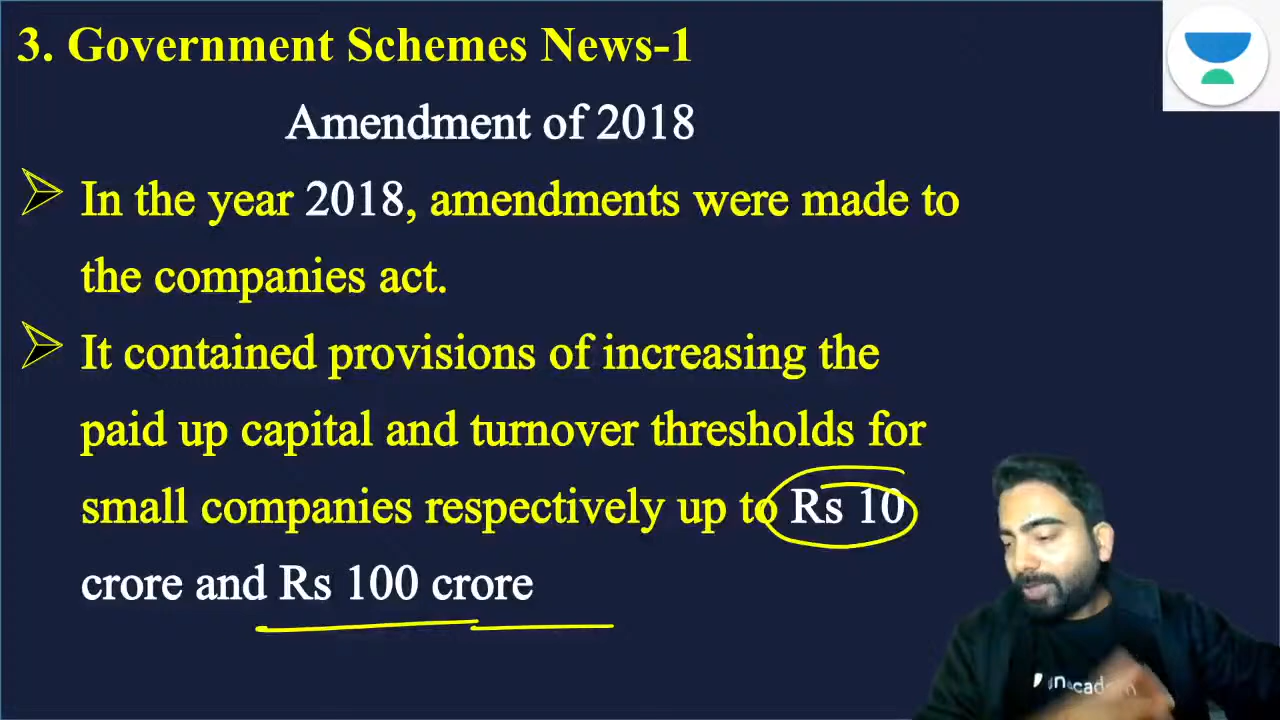 3. Government Schemes News-1
Amendment of 2018
In the year 2018, amendments were made to
the companies act.
It contained provisions of increasing the
paid up capital and turnover thresholds for
small companies respectively up to Rs 10
crore and Rs 100 crore